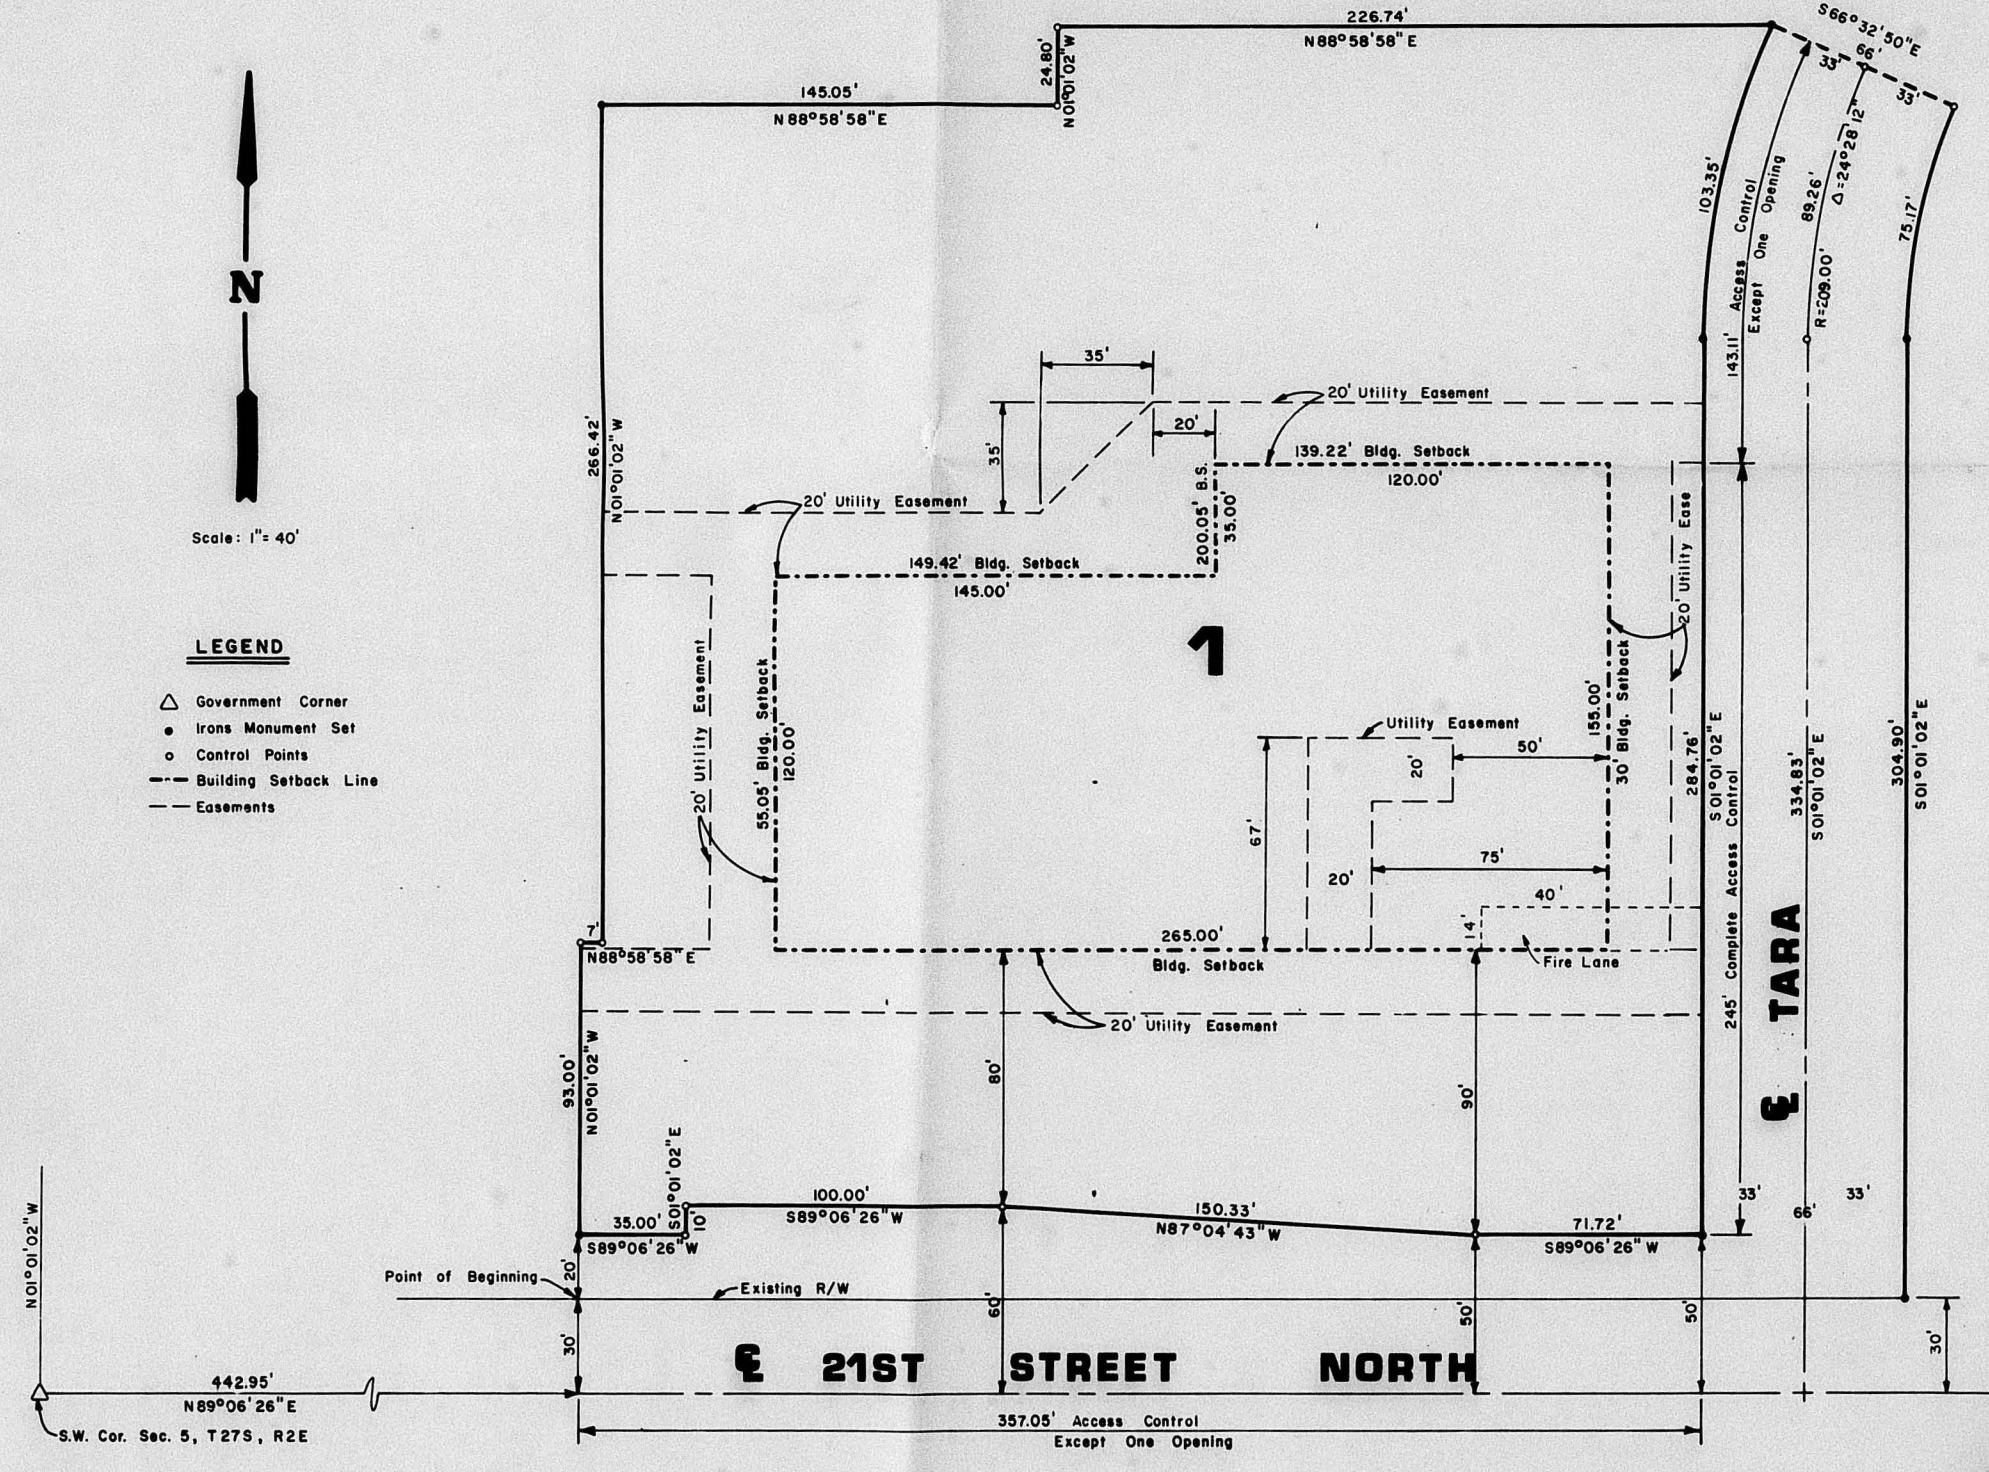 226.74'
N88°58'58"E
S66°32'50"E
66'
33'
33'
24.80'
N01°01'02"W
145.05'
N88°58'58"E
103.35'
Access Control
Except One Opening
143.11'
89.26'
Δ=24°28'12"
R=209.00'
75.17'
N
Scale: 1"= 40'
266.42'
N01°01'02"W
35'
35'
20'
20' Utility Easement
20' Utility Easement
139.22' Bldg. Setback
120.00'
200.05' B.S.
35.00'
149.42' Bldg. Setback
145.00'
20' Utility Ease
1
LEGEND
Government Corner
Irons Monument Set
Control Points
Building Setback Line
Easements
20' Utility Easement
55.05' Bldg. Setback
120.00'
Utility Easement
20'
50'
67'
20'
75'
40'
14'
Fire Lane
155.00'
30' Bldg. Setback
284.76'
S01°01'02"E
245' Complete Access Control
334.83'
S01°01'02"E
304.90'
S01°01'02"E
℄ TARA
7'
N88°58'58"E
265.00'
Bldg. Setback
20' Utility Easement
93.00'
N01°01'02"W
80'
90'
S01°01'02"E
10'
35.00'
S89°06'26"W
100.00'
S89°06'26"W
150.33'
N87°04'43"W
71.72'
S89°06'26"W
33'
33'
66'
N01°01'02"W
Point of Beginning
20'
Existing R/W
60'
50'
50'
30'
30'
℄ 21ST STREET NORTH
442.95'
N89°06'26"E
S.W. Cor. Sec. 5, T27S, R2E
357.05' Access Control
Except One Opening